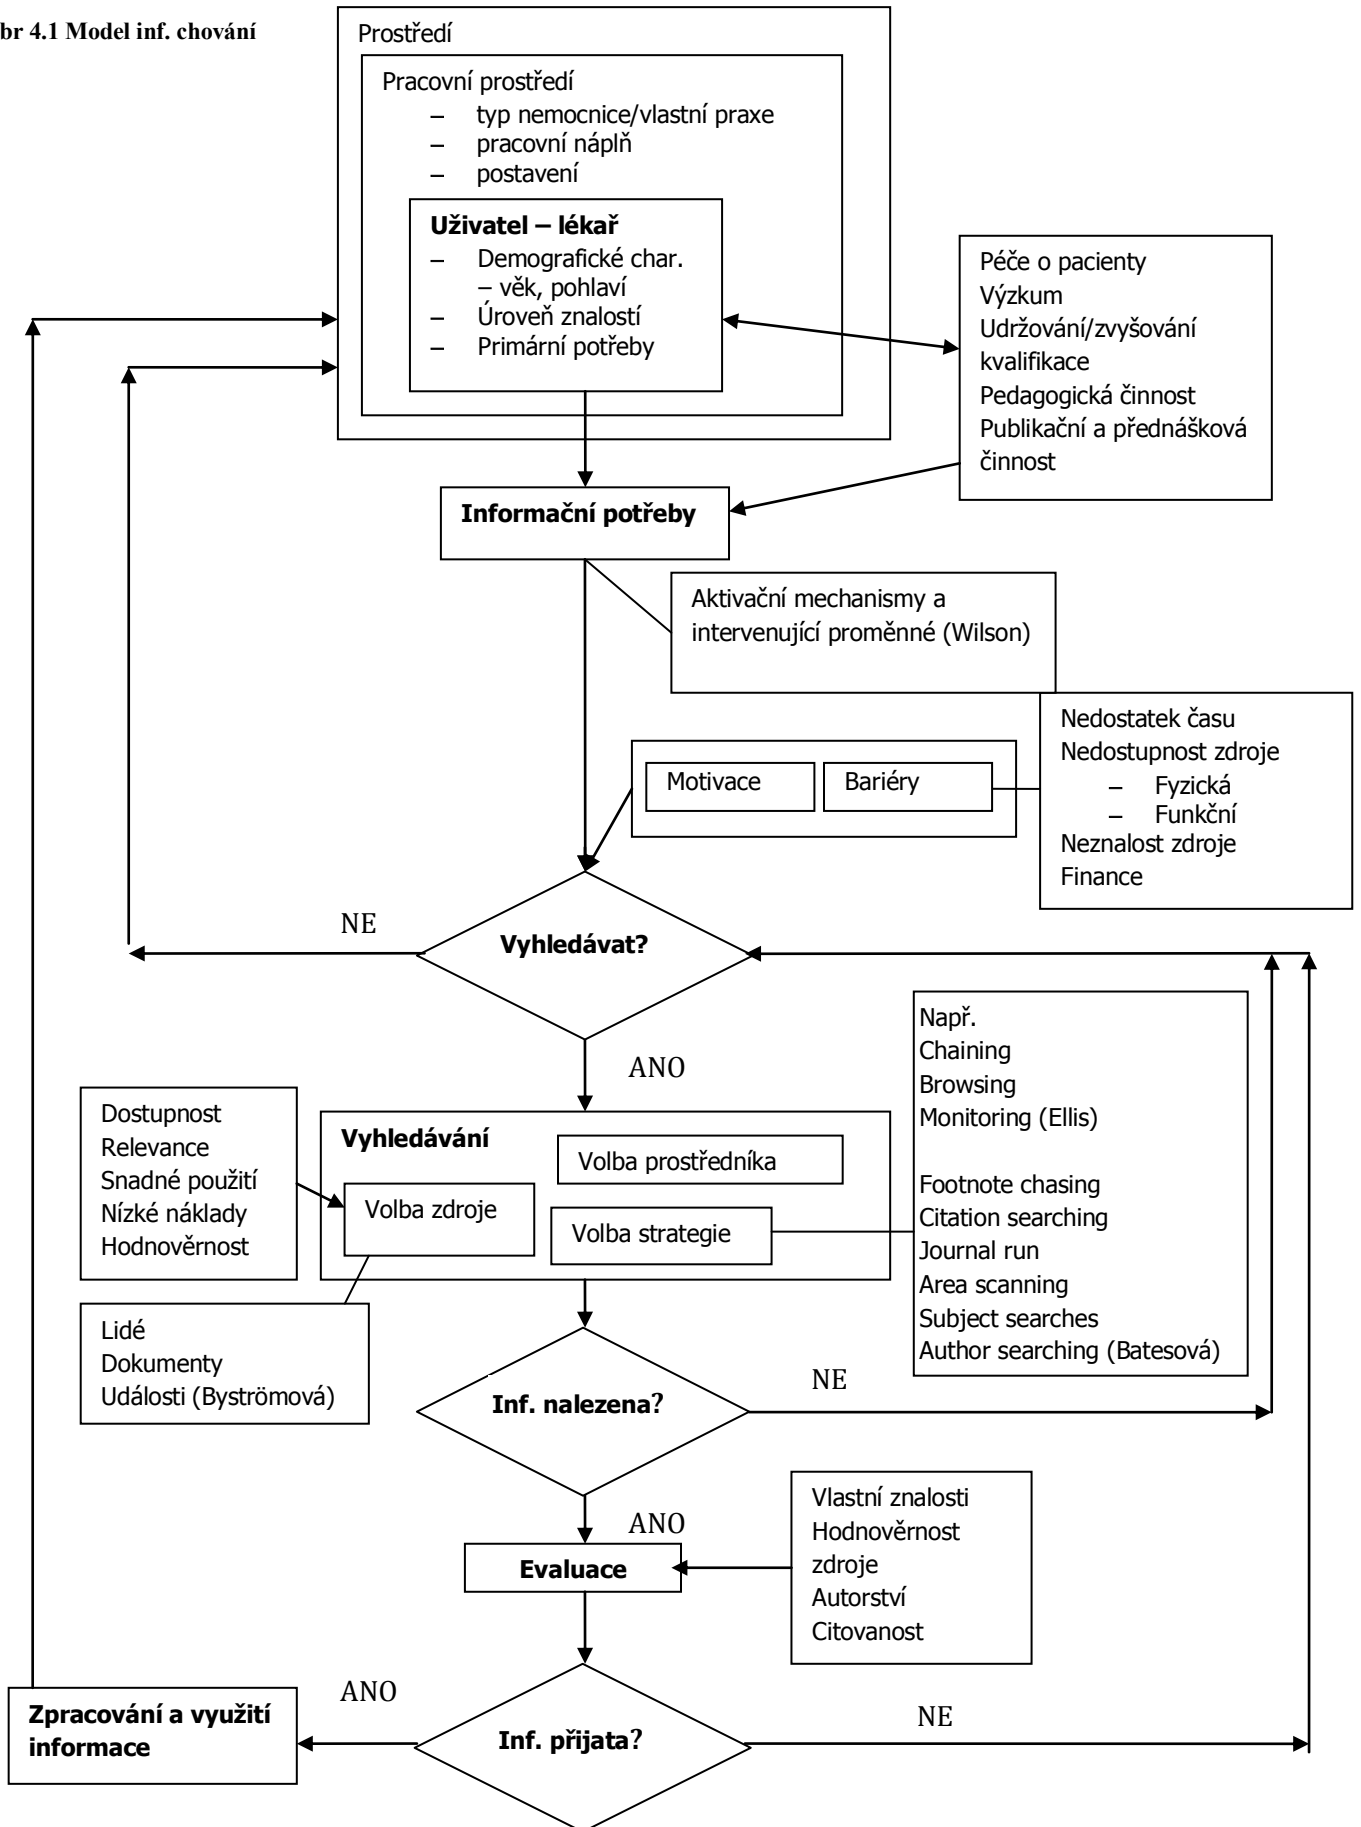 br 4.1 Model inf. chování
Prostředí
Pracovní prostředí
– typ nemocnice/vlastní praxe
– pracovní náplň
– postavení
Uživatel – lékař
– Demografické char.
– věk, pohlaví
– Úroveň znalostí
– Primární potřeby
Péče o pacienty
Výzkum
Udržování/zvyšování
kvalifikace
Pedagogická činnost
Publikační a přednášková
činnost
Informační potřeby
Aktivační mechanismy a
intervenující proměnné (Wilson)
Motivace
Bariéry
Nedostatek času
Nedostupnost zdroje
– Fyzická
– Funkční
Neznalost zdroje
Finance
Vyhledávat?
NE
ANO
Např.
Chaining
Browsing
Monitoring (Ellis)
Footnote chasing
Citation searching
Journal run
Area scanning
Subject searches
Author searching (Batesová)
Dostupnost
Relevance
Snadné použití
Nízké náklady
Hodnověrnost
Vyhledávání
Volba prostředníka
Volba zdroje
Volba strategie
Lidé
Dokumenty
Události (Byströmová)
Inf. nalezena?
NE
ANO
Evaluace
Vlastní znalosti
Hodnověrnost
zdroje
Autorství
Citovanost
Inf. přijata?
ANO
NE
Zpracování a využití
informace